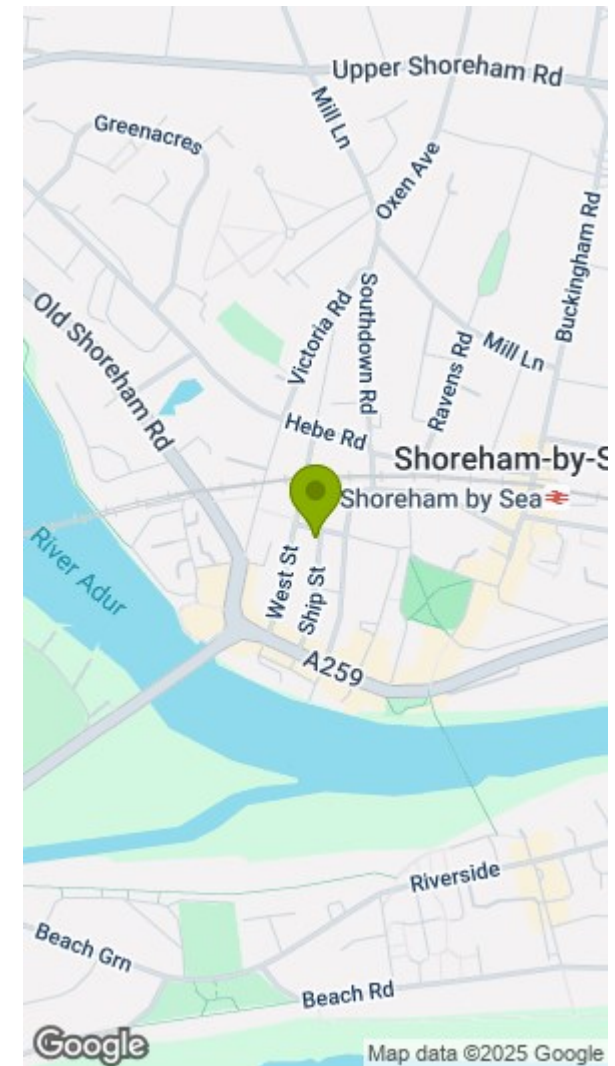 Upper Shoreham Rd
Mill Ln
Greenacres
Oxen Ave
Buckingham Rd
Old Shoreham Rd
Victoria Rd
Southdown Rd
Ravens Rd
Mill Ln
Hebe Rd
Shoreham-by-S
Shoreham by Sea
River Adur
West St
Ship St
A259
Riverside
Beach Grn
Beach Rd
Google
Map data ©2025 Google